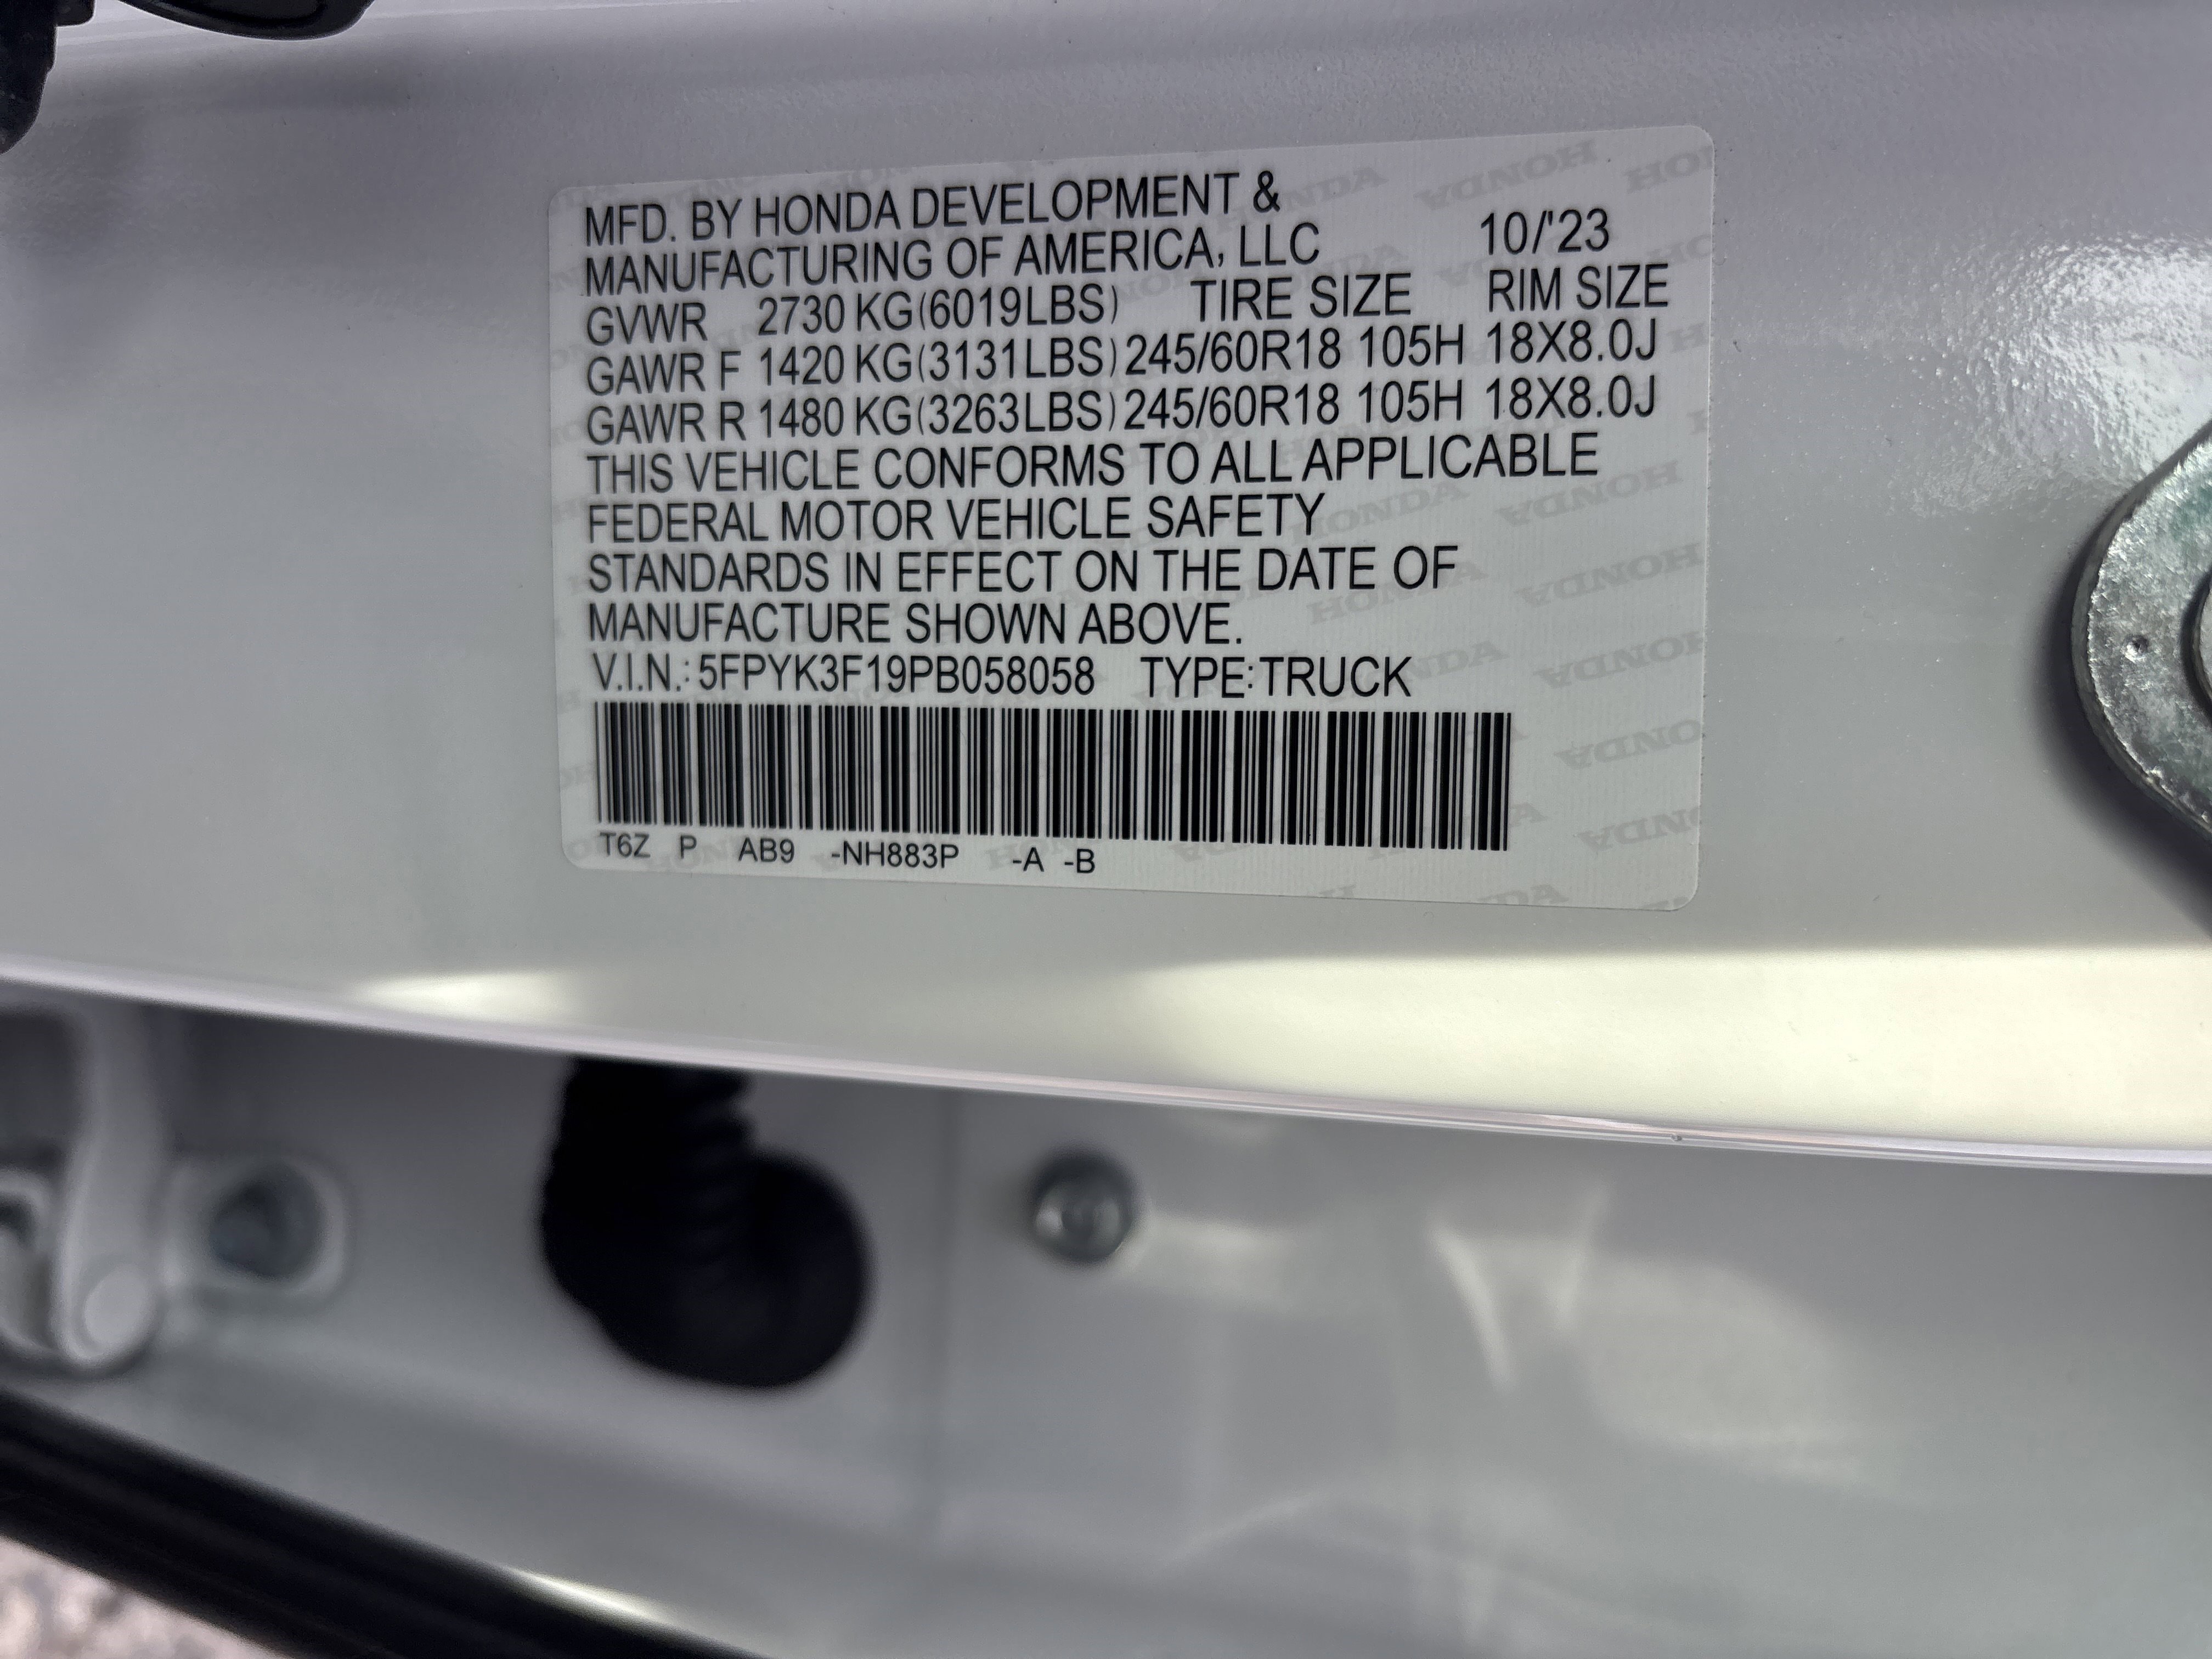 MFD. BY HONDA DEVELOPMENT &
MANUFACTURING OF AMERICA, LLC 10/'23
GVWR 2730 KG(6019LBS) TIRE SIZE RIM SIZE
GAWR F 1420 KG(3131LBS) 245/60R18 105H 18X8.0J
GAWR R 1480 KG(3263LBS) 245/60R18 105H 18X8.0J
THIS VEHICLE CONFORMS TO ALL APPLICABLE
FEDERAL MOTOR VEHICLE SAFETY
STANDARDS IN EFFECT ON THE DATE OF
MANUFACTURE SHOWN ABOVE.
V.I.N.: 5FPYK3F19PB058058 TYPE:TRUCK
T6Z P AB9 -NH883P -A -B